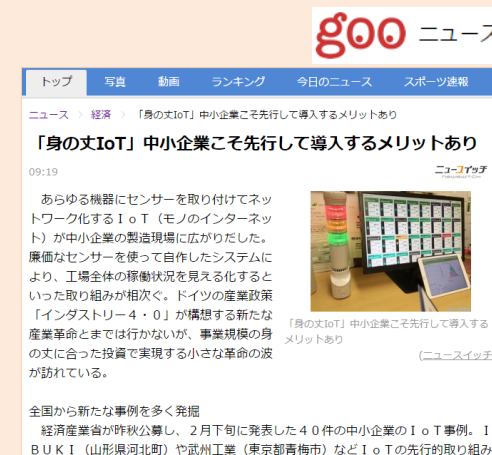 goo ニュース
トップ 写真 動画 ランキング 今日のニュース スポーツ速報
ニュース > 経済 > 「身の丈IoT」中小企業こそ先行して導入するメリットあり
「身の丈IoT」中小企業こそ先行して導入するメリットあり
09:19
ニュースイッチ
あらゆる機器にセンサーを取り付けてネッ
トワーク化するＩｏＴ（モノのインターネッ
ト）が中小企業の製造現場に広がりだした。
廉価なセンサーを使って自作したシステムに
より、工場全体の稼働状況を見える化すると
いった取り組みが相次ぐ。ドイツの産業政策
「インダストリー４・０」が構想する新たな
産業革命とまでは行かないが、事業規模の身
の丈に合った投資で実現する小さな革命の波
が訪れている。
「身の丈IoT」中小企業こそ先行して導入する
メリットあり
(ニュースイッチ
全国から新たな事例を多く発掘
経済産業省が昨秋公募し、２月下旬に発表した４０件の中小企業のＩｏＴ事例。Ｉ
ＢＵＫＩ（山形県河北町）や武州工業（東京都青梅市）などＩｏＴの先行的取り組み